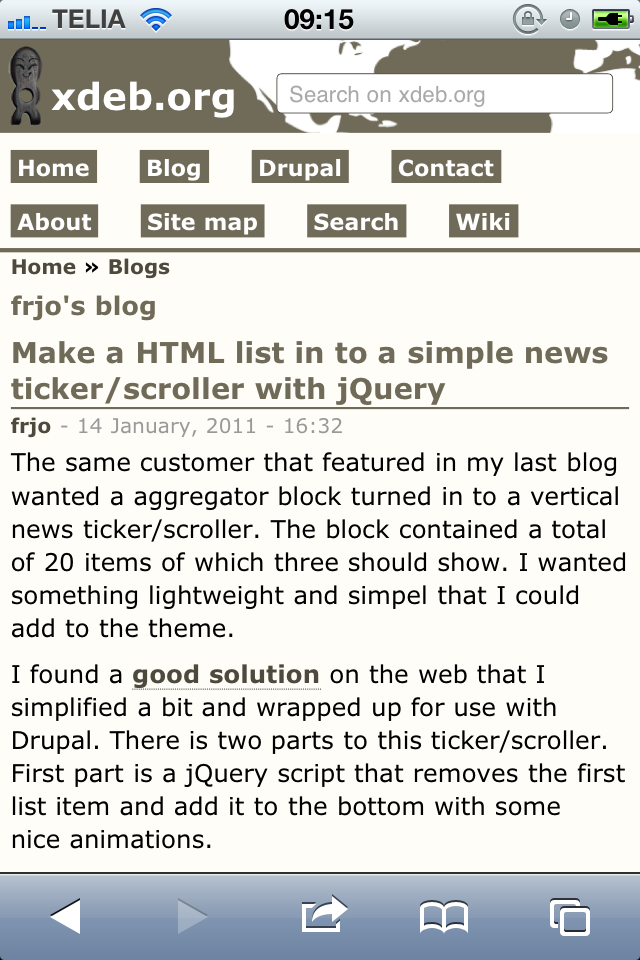 TELIA 09:15
xdeb.org Search on xdeb.org
Home Blog Drupal Contact
About Site map Search Wiki
Home » Blogs
frjo's blog
Make a HTML list in to a simple news
ticker/scroller with jQuery
frjo - 14 January, 2011 - 16:32
The same customer that featured in my last blog
wanted a aggregator block turned in to a vertical
news ticker/scroller. The block contained a total
of 20 items of which three should show. I wanted
something lightweight and simpel that I could
add to the theme.
I found a good solution on the web that I
simplified a bit and wrapped up for use with
Drupal. There is two parts to this ticker/scroller.
First part is a jQuery script that removes the first
list item and add it to the bottom with some
nice animations.